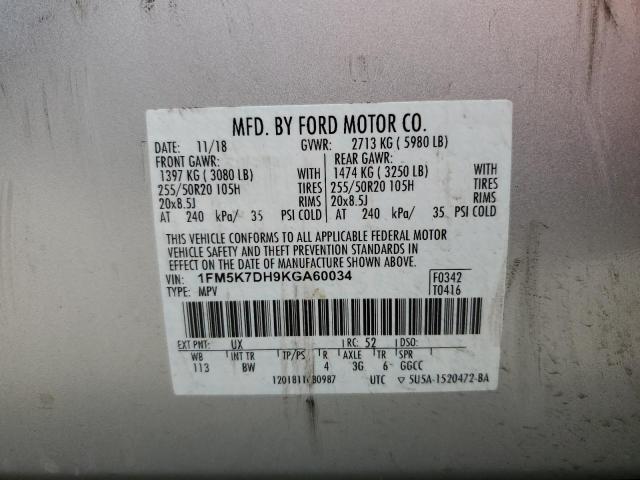 MFD. BY FORD MOTOR CO.
DATE: 11/18 GVWR: 2713 KG ( 5980 LB)
FRONT GAWR: REAR GAWR:
1397 KG ( 3080 LB) WITH 1474 KG ( 3250 LB) WITH
255/50R20 105H TIRES 255/50R20 105H TIRES
20x8.5J RIMS 20x8.5J RIMS
AT 240 kPa/ 35 PSI COLD AT 240 kPa/ 35 PSI COLD
THIS VEHICLE CONFORMS TO ALL APPLICABLE FEDERAL MOTOR
VEHICLE SAFETY AND THEFT PREVENTION STANDARDS IN
EFFECT ON THE DATE OF MANUFACTURE SHOWN ABOVE.
VIN: 1FM5K7DH9KGA60034 F0342
TYPE: MPV T0416
EXT PNT: UX RC: 52 DSO:
WB INT TR TP/PS R AXLE TR SPR
113 BW 4 3G 6 GGCC
UTC ▽ 5U5A-1520472-BA